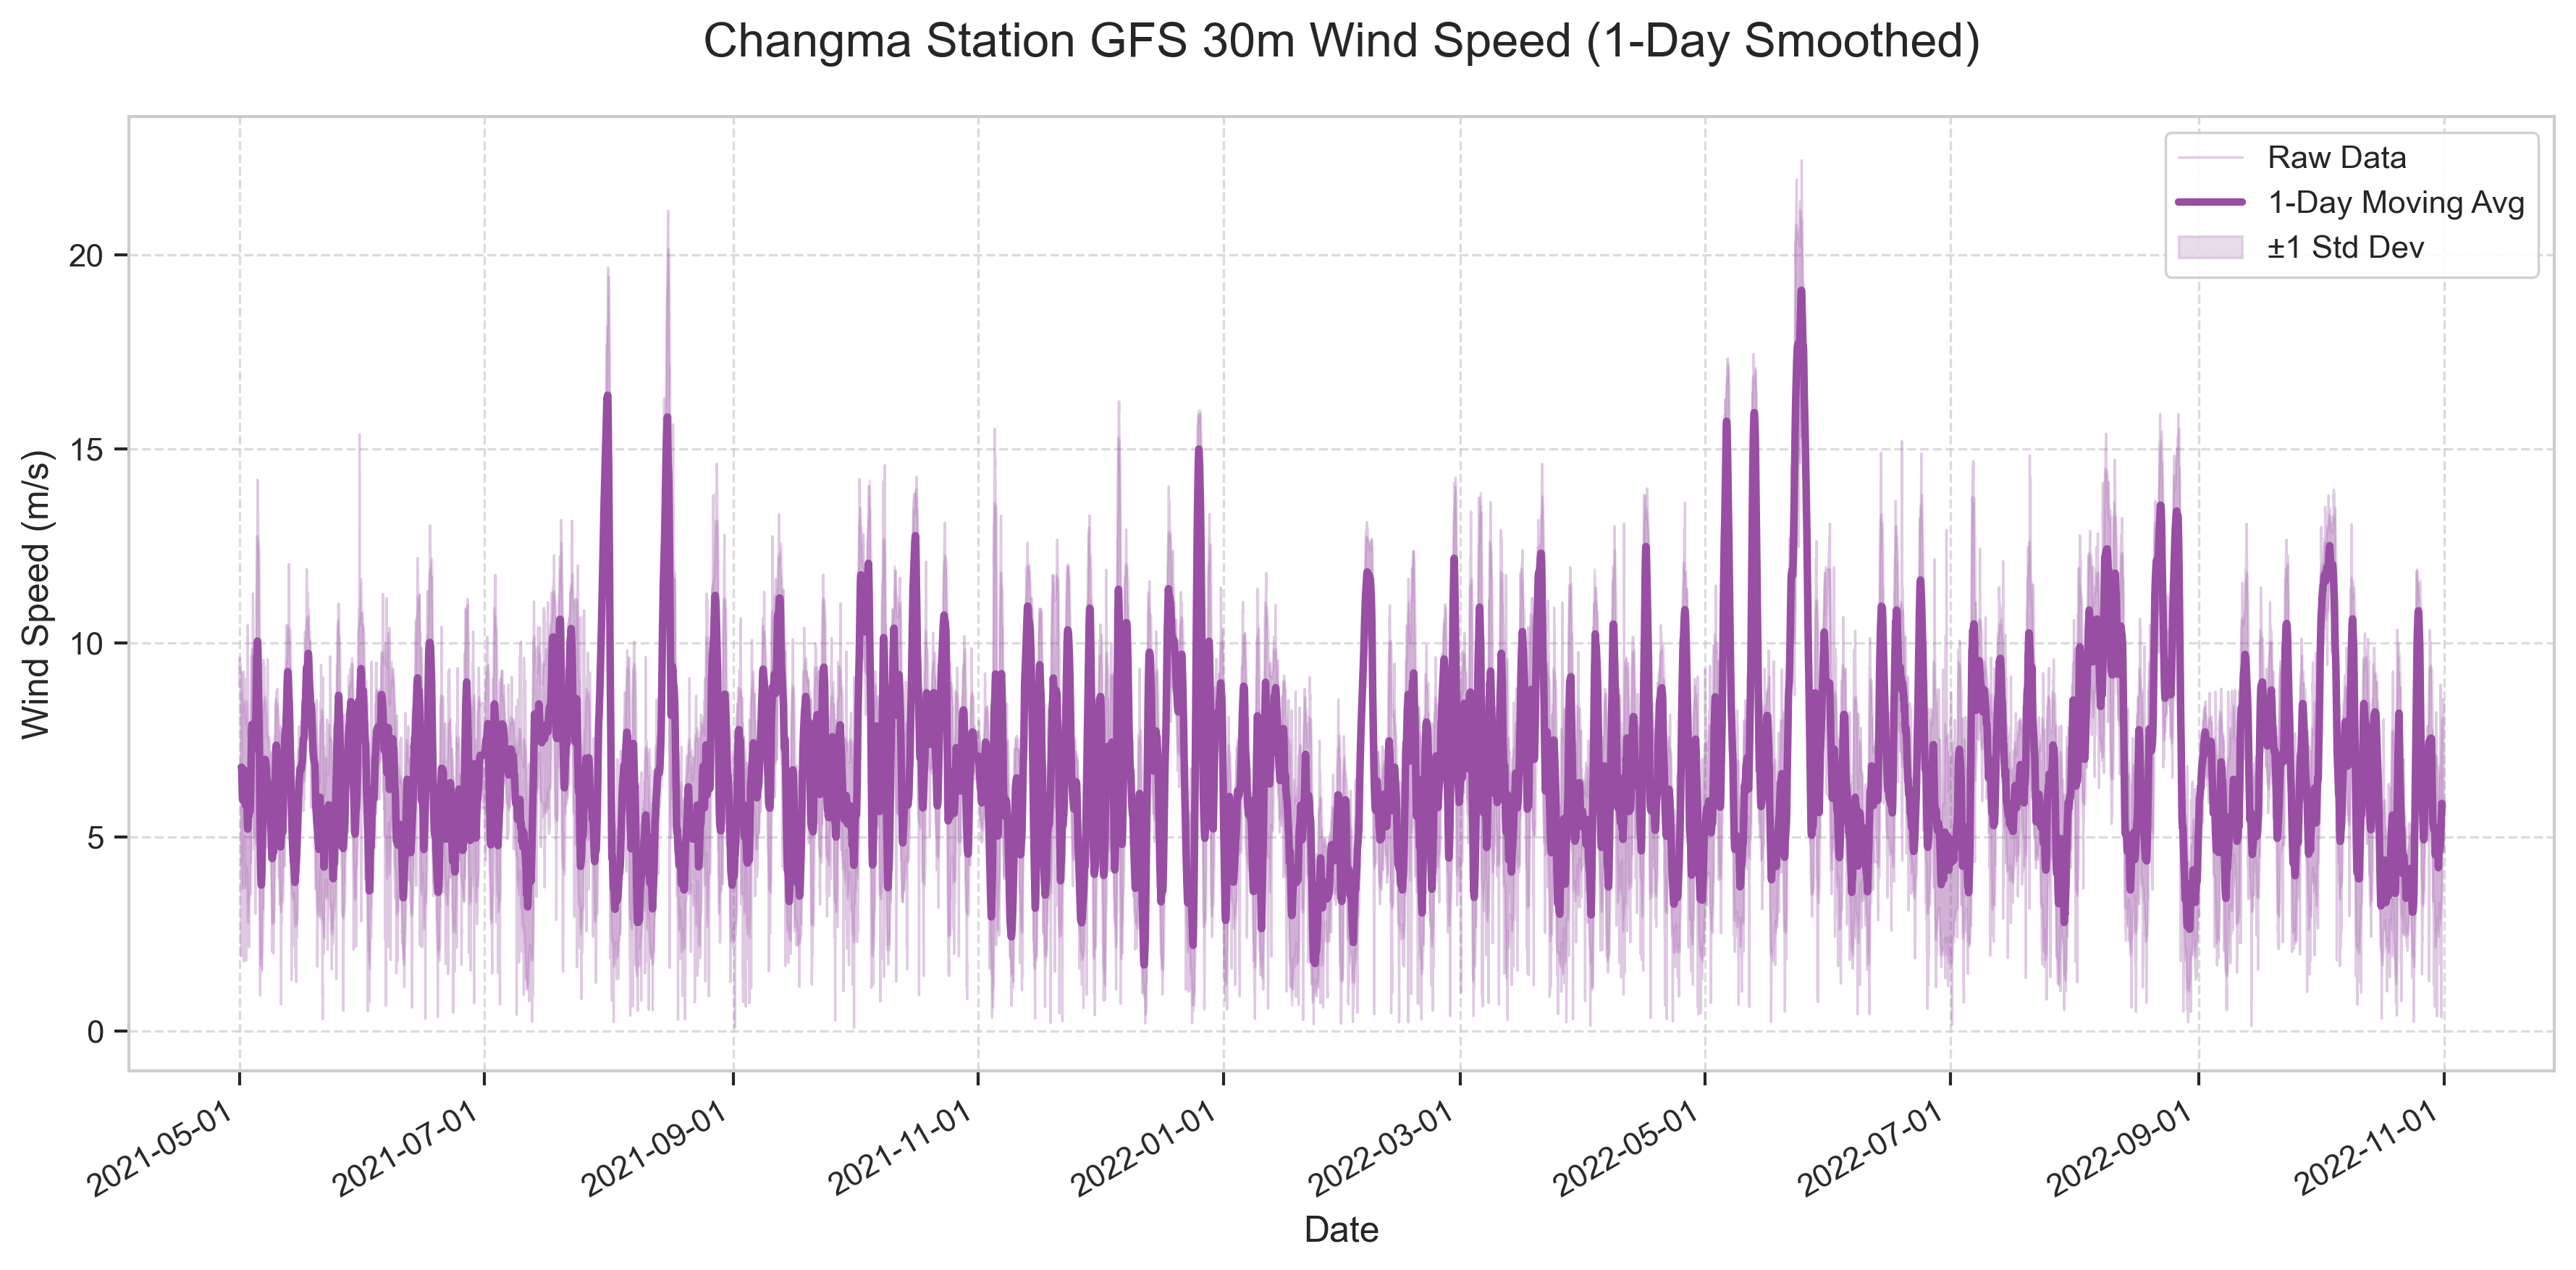 Changma Station GFS 30m Wind Speed (1-Day Smoothed)
Raw Data
1-Day Moving Avg
±1 Std Dev
Wind Speed (m/s)
20
15
10
5
0
2021-05-01
2021-07-01
2021-09-01
2021-11-01
2022-01-01
2022-03-01
2022-05-01
2022-07-01
2022-09-01
2022-11-01
Date